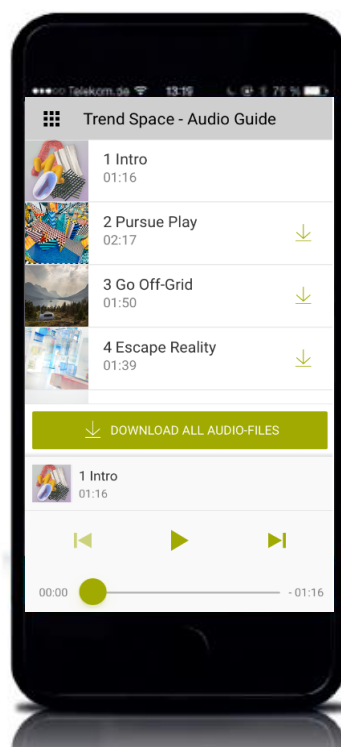 Telekom.de 13:19 79 %
Trend Space - Audio Guide
1 Intro
01:16
2 Pursue Play
02:17
3 Go Off-Grid
01:50
4 Escape Reality
01:39
DOWNLOAD ALL AUDIO-FILES
1 Intro
01:16
00:00 - 01:16